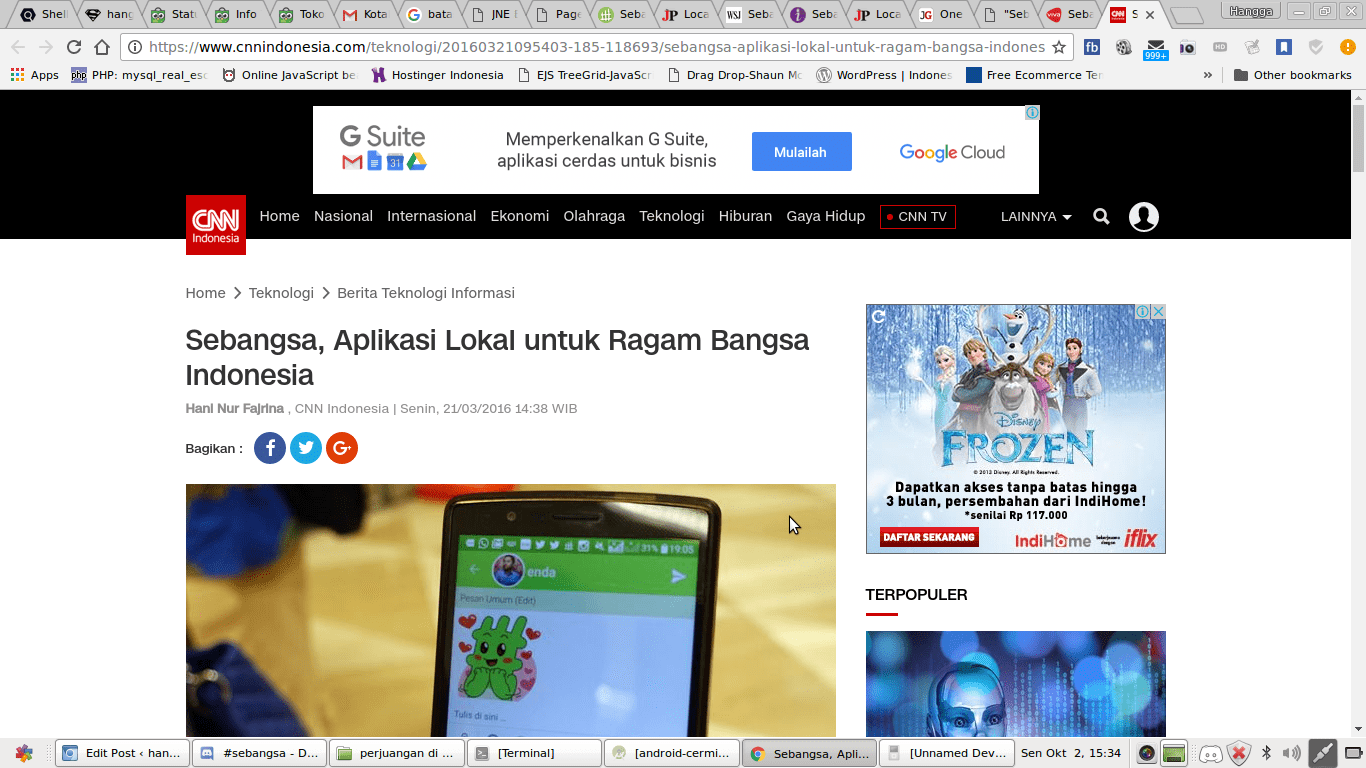 Shell
hang
Statu
Info
Toko
Kota
bata
JNE
Page
Seba
Loca
Seba
Seba
Loca
One
"Seb
Seba
S
Hangga
https://www.cnnindonesia.com/teknologi/20160321095403-185-118693/sebangsa-aplikasi-lokal-untuk-ragam-bangsa-indones
999+
Apps
PHP: mysql_real_esc
Online JavaScript be
Hostinger Indonesia
EJS TreeGrid-JavaScr
Drag Drop-Shaun Mc
WordPress | Indones
Free Ecommerce Tem
Other bookmarks
G Suite
Memperkenalkan G Suite,
aplikasi cerdas untuk bisnis
Mulailah
Google Cloud
CNN
Indonesia
Home Nasional Internasional Ekonomi Olahraga Teknologi Hiburan Gaya Hidup CNN TV LAINNYA
Home > Teknologi > Berita Teknologi Informasi
Sebangsa, Aplikasi Lokal untuk Ragam Bangsa
Indonesia
Hani Nur Fajrina , CNN Indonesia | Senin, 21/03/2016 14:38 WIB
Bagikan :
31% 19:05
enda
Pesan Umum (Edit)
Tulis di sini ...
Disney
FROZEN
© 2013 Disney. All Rights Reserved.
Dapatkan akses tanpa batas hingga
3 bulan, persembahan dari IndiHome!
*senilai Rp 117.000
DAFTAR SEKARANG
IndiHome
iflix
TERPOPULER
Edit Post ‹ han...
#sebangsa - D...
perjuangan di ...
[Terminal]
[android-cermi...
Sebangsa, Apli...
[Unnamed Dev...
Sen Okt 2, 15:34